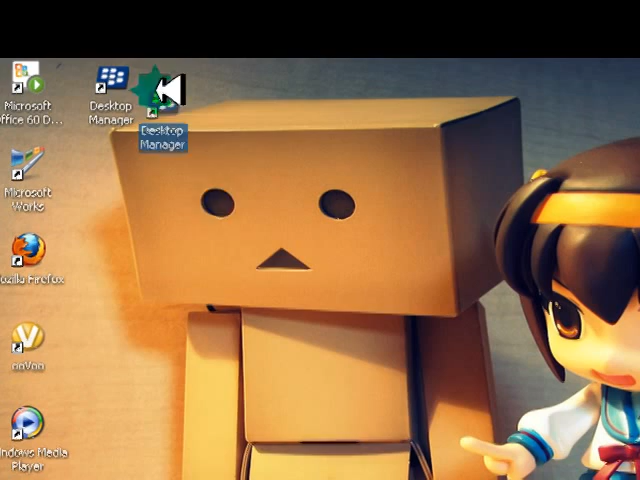 Microsoft
ffice 60 D...
Desktop
Manager
Desktop
Manager
Microsoft
Works
ozilla Firefox
ooVoo
indows Media
Player